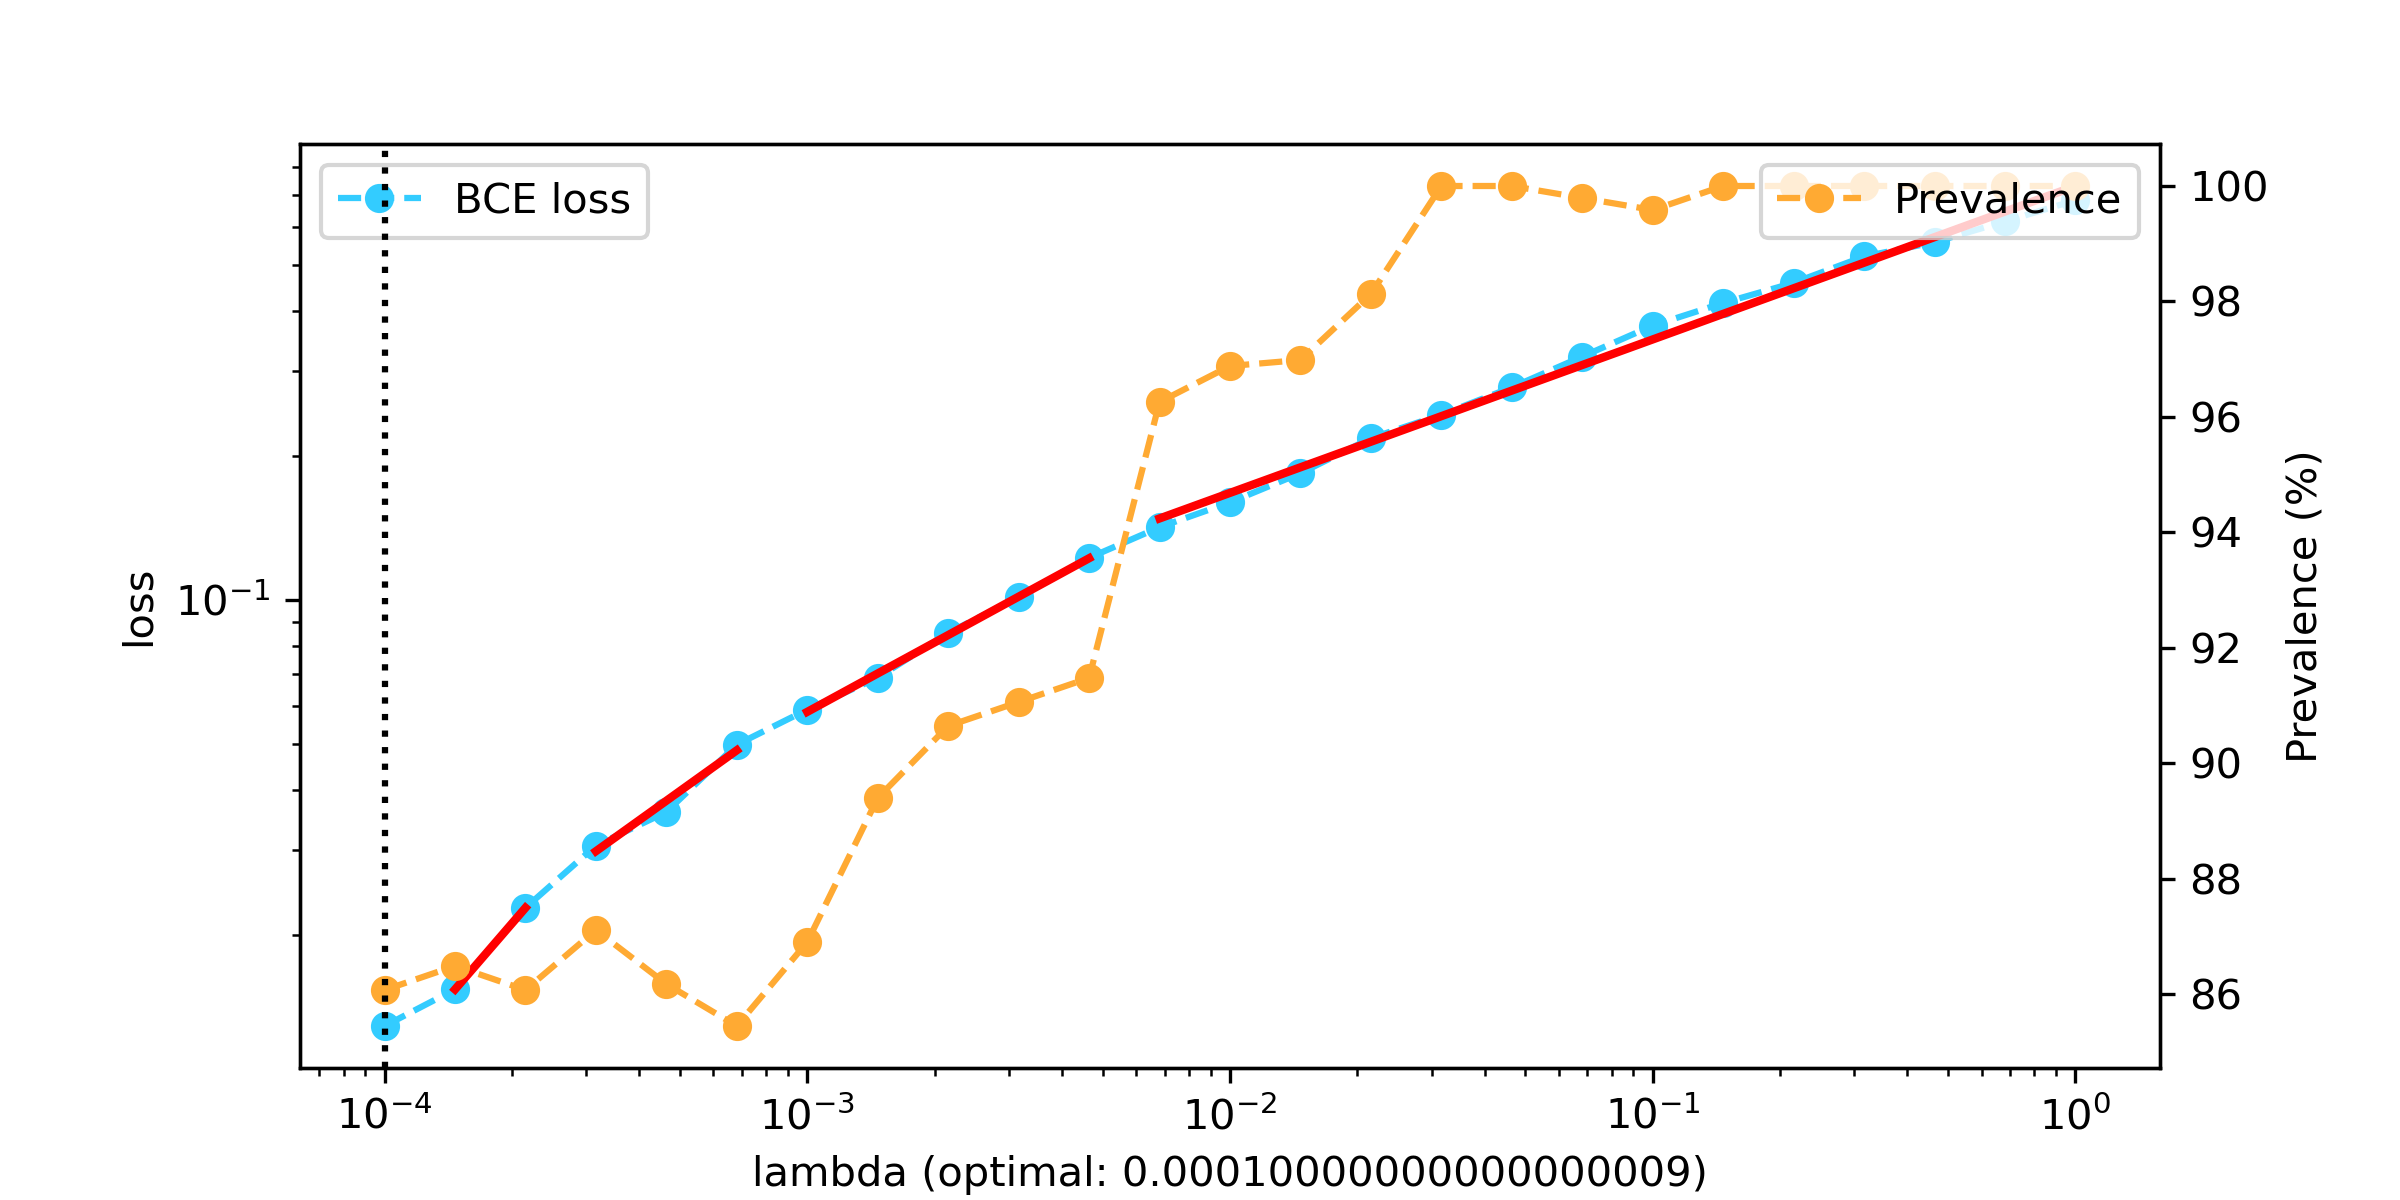 BCE loss
Prevalence
loss
10⁻¹
100
98
96
94
92
90
88
86
Prevalence (%)
10⁻⁴ 10⁻³ 10⁻² 10⁻¹ 10⁰
lambda (optimal: 0.00010000000000000009)